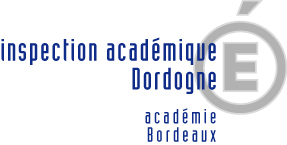 inspection académique
Dordogne
É
académie
Bordeaux